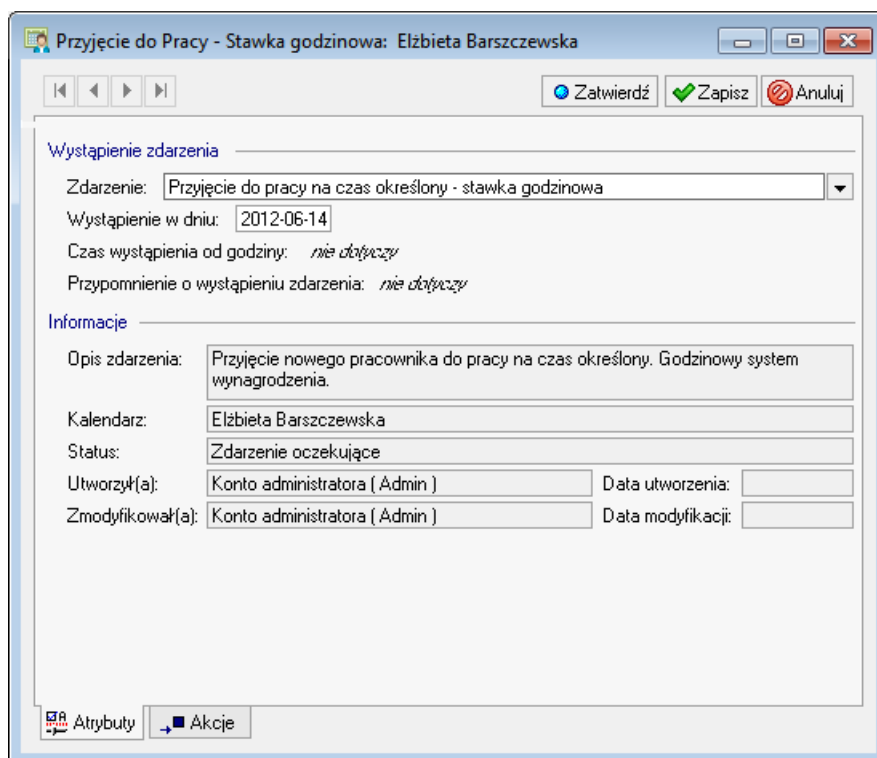 Przyjęcie do Pracy - Stawka godzinowa: Elżbieta Barszczewska
Zatwierdź Zapisz Anuluj
Wystąpienie zdarzenia
Zdarzenie: Przyjęcie do pracy na czas określony - stawka godzinowa
Wystąpienie w dniu: 2012-06-14
Czas wystąpienia od godziny: nie dotyczy
Przypomnienie o wystąpieniu zdarzenia: nie dotyczy
Informacje
Opis zdarzenia: Przyjęcie nowego pracownika do pracy na czas określony. Godzinowy system
wynagrodzenia.
Kalendarz: Elżbieta Barszczewska
Status: Zdarzenie oczekujące
Utworzył(a): Konto administratora ( Admin ) Data utworzenia:
Zmodyfikował(a): Konto administratora ( Admin ) Data modyfikacji:
Atrybuty Akcje